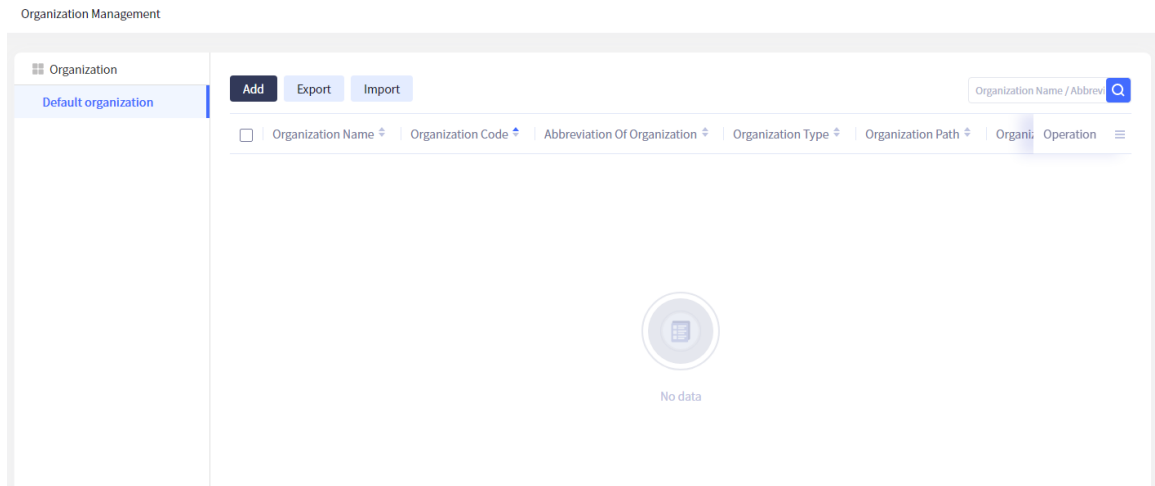 Organization Management
Organization
Default organization
Add Export Import
Organization Name / Abbrevi
Organization Name Organization Code Abbreviation Of Organization Organization Type Organization Path Organiz Operation
No data